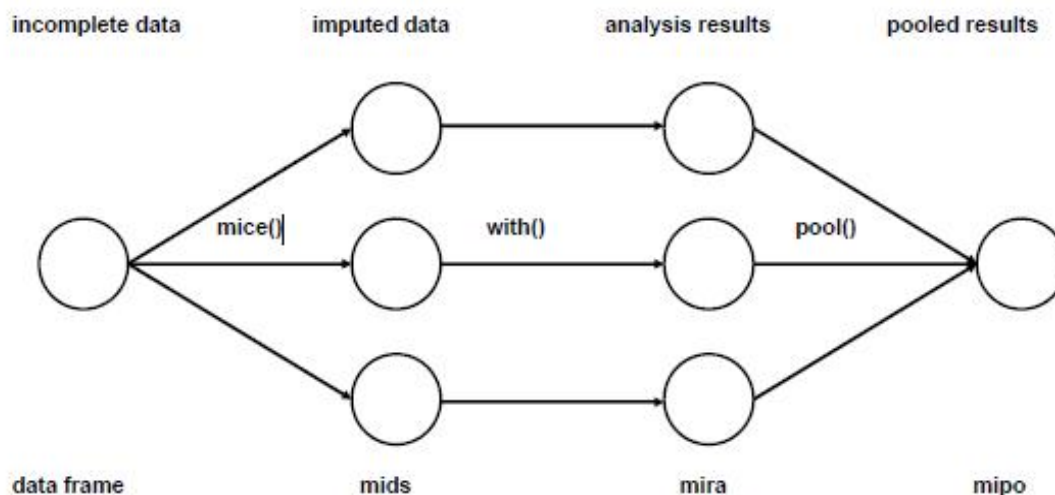 incomplete data imputed data analysis results pooled results
mice() with() pool()
data frame mids mira mipo